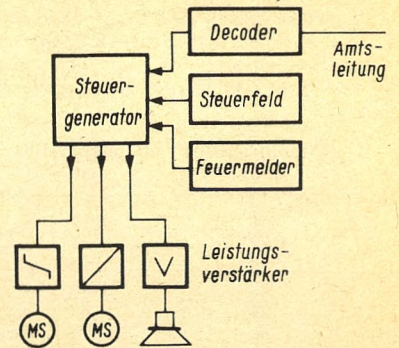 Decoder
Amts-
leitung
Steuer-
generator
Steuerfeld
Feuermelder
Leistungs-
verstärker
V
MS
MS